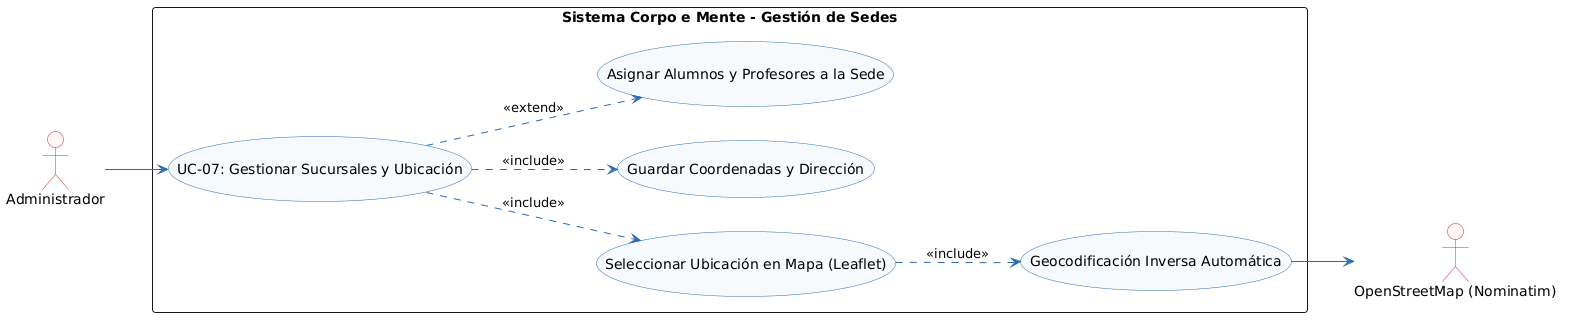 Sistema Corpo e Mente - Gestión de Sedes
Asignar Alumnos y Profesores a la Sede
«extend»
UC-07: Gestionar Sucursales y Ubicación
«include»
Guardar Coordenadas y Dirección
Administrador
«include»
Seleccionar Ubicación en Mapa (Leaflet)
«include»
Geocodificación Inversa Automática
OpenStreetMap (Nominatim)